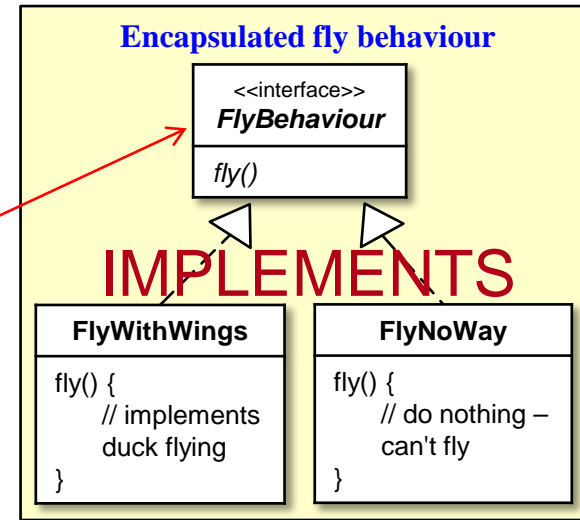 Encapsulated fly behaviour
<<interface>>
FlyBehaviour
fly()
IMPLEMENTS
FlyWithWings
fly() {
// implements
duck flying
}
FlyNoWay
fly() {
// do nothing –
can't fly
}